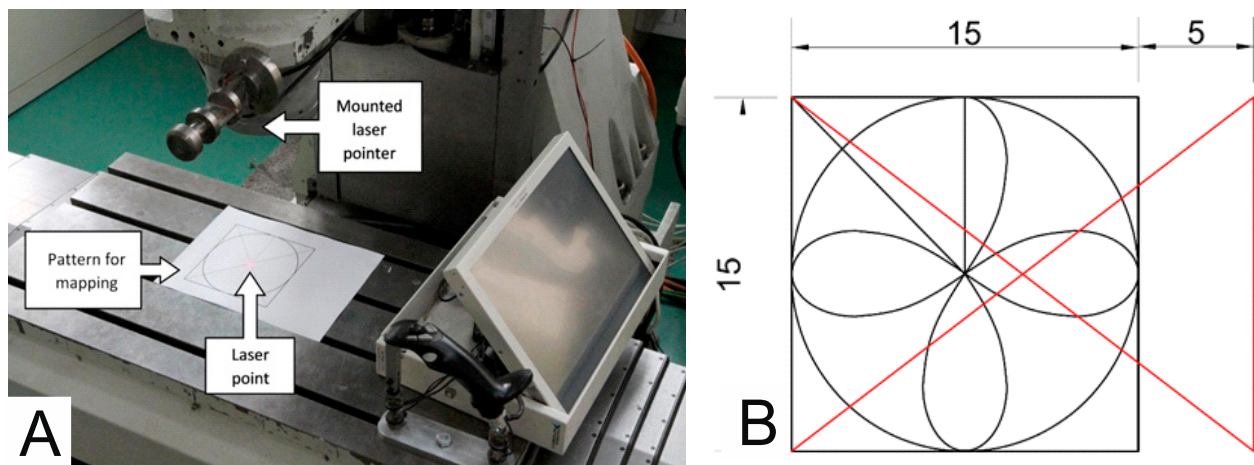 Mounted
laser
pointer
Pattern for
mapping
Laser
point
A
15
5
15
B